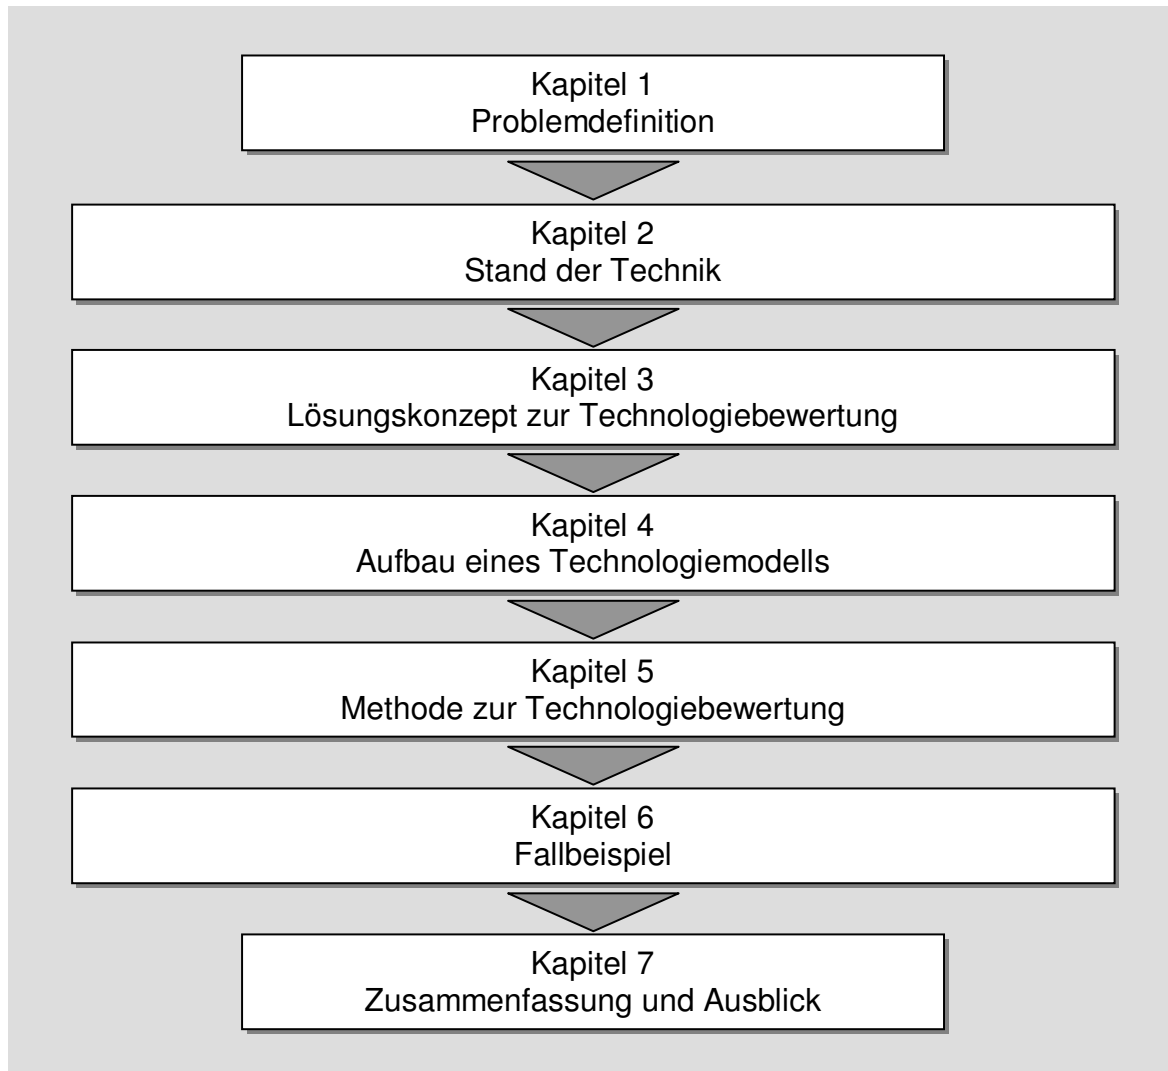 Kapitel 1
Problemdefinition
Kapitel 2
Stand der Technik
Kapitel 3
Lösungskonzept zur Technologiebewertung
Kapitel 4
Aufbau eines Technologiemodells
Kapitel 5
Methode zur Technologiebewertung
Kapitel 6
Fallbeispiel
Kapitel 7
Zusammenfassung und Ausblick